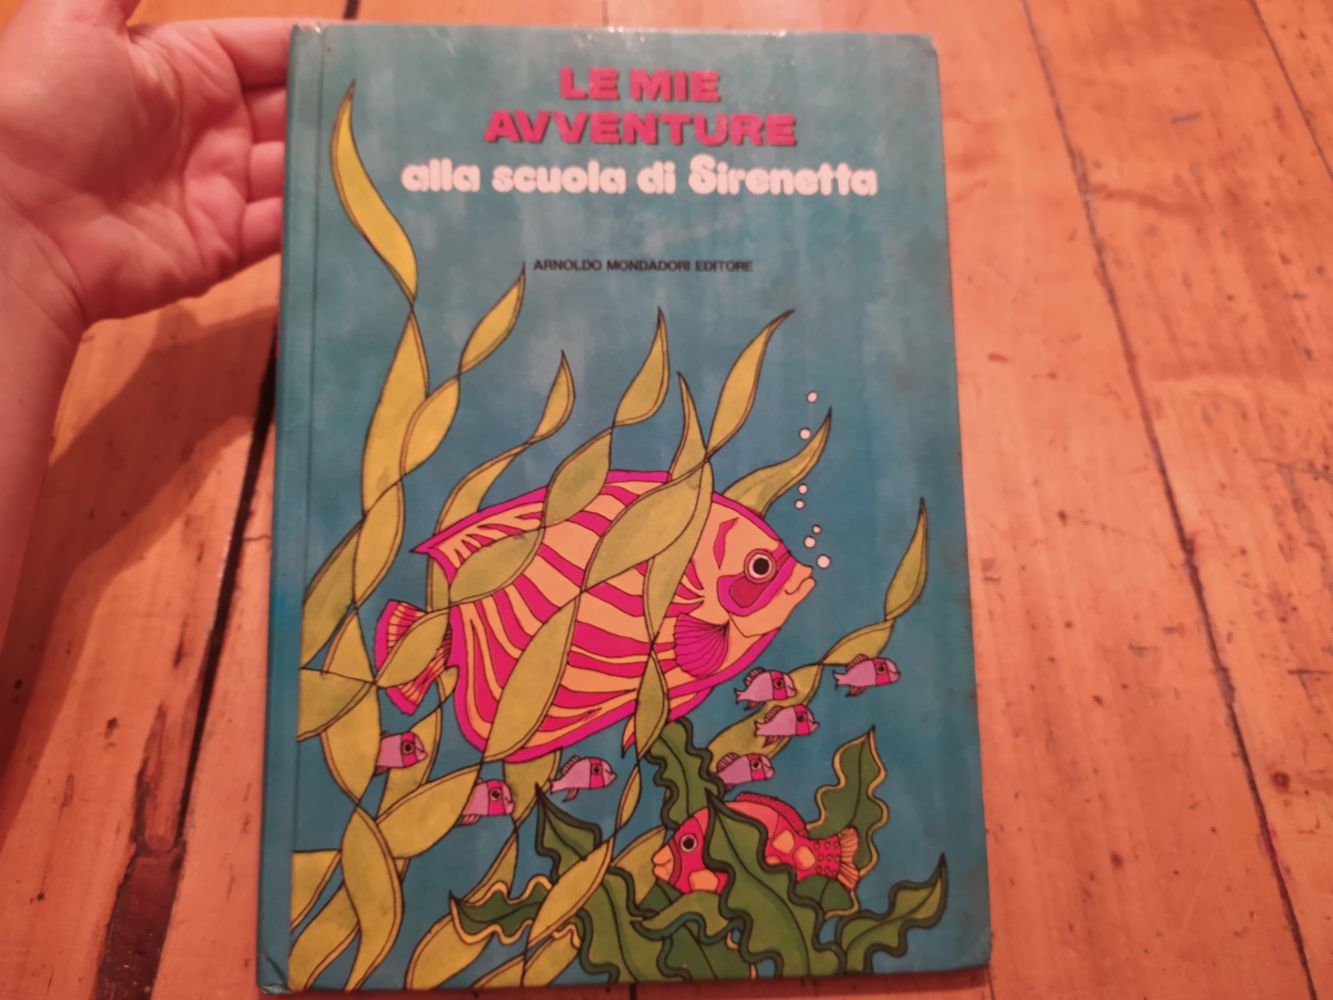 LE MIE
AVVENTURE
alla scuola di Sirenetta
ARNOLDO MONDADORI EDITORE